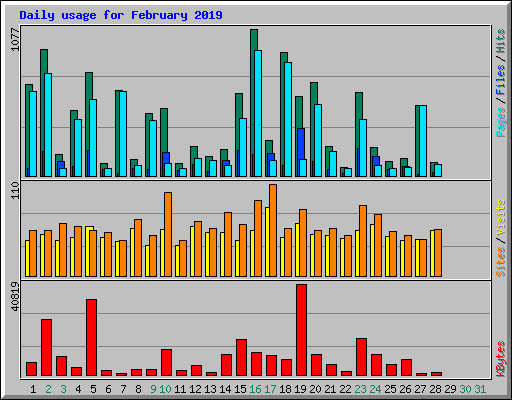 Daily usage for February 2019
1077
Pages / Files / Hits
110
Sites / Visits
40819
KBytes
1 2 3 4 5 6 7 8 9 10 11 12 13 14 15 16 17 18 19 20 21 22 23 24 25 26 27 28 29 30 31